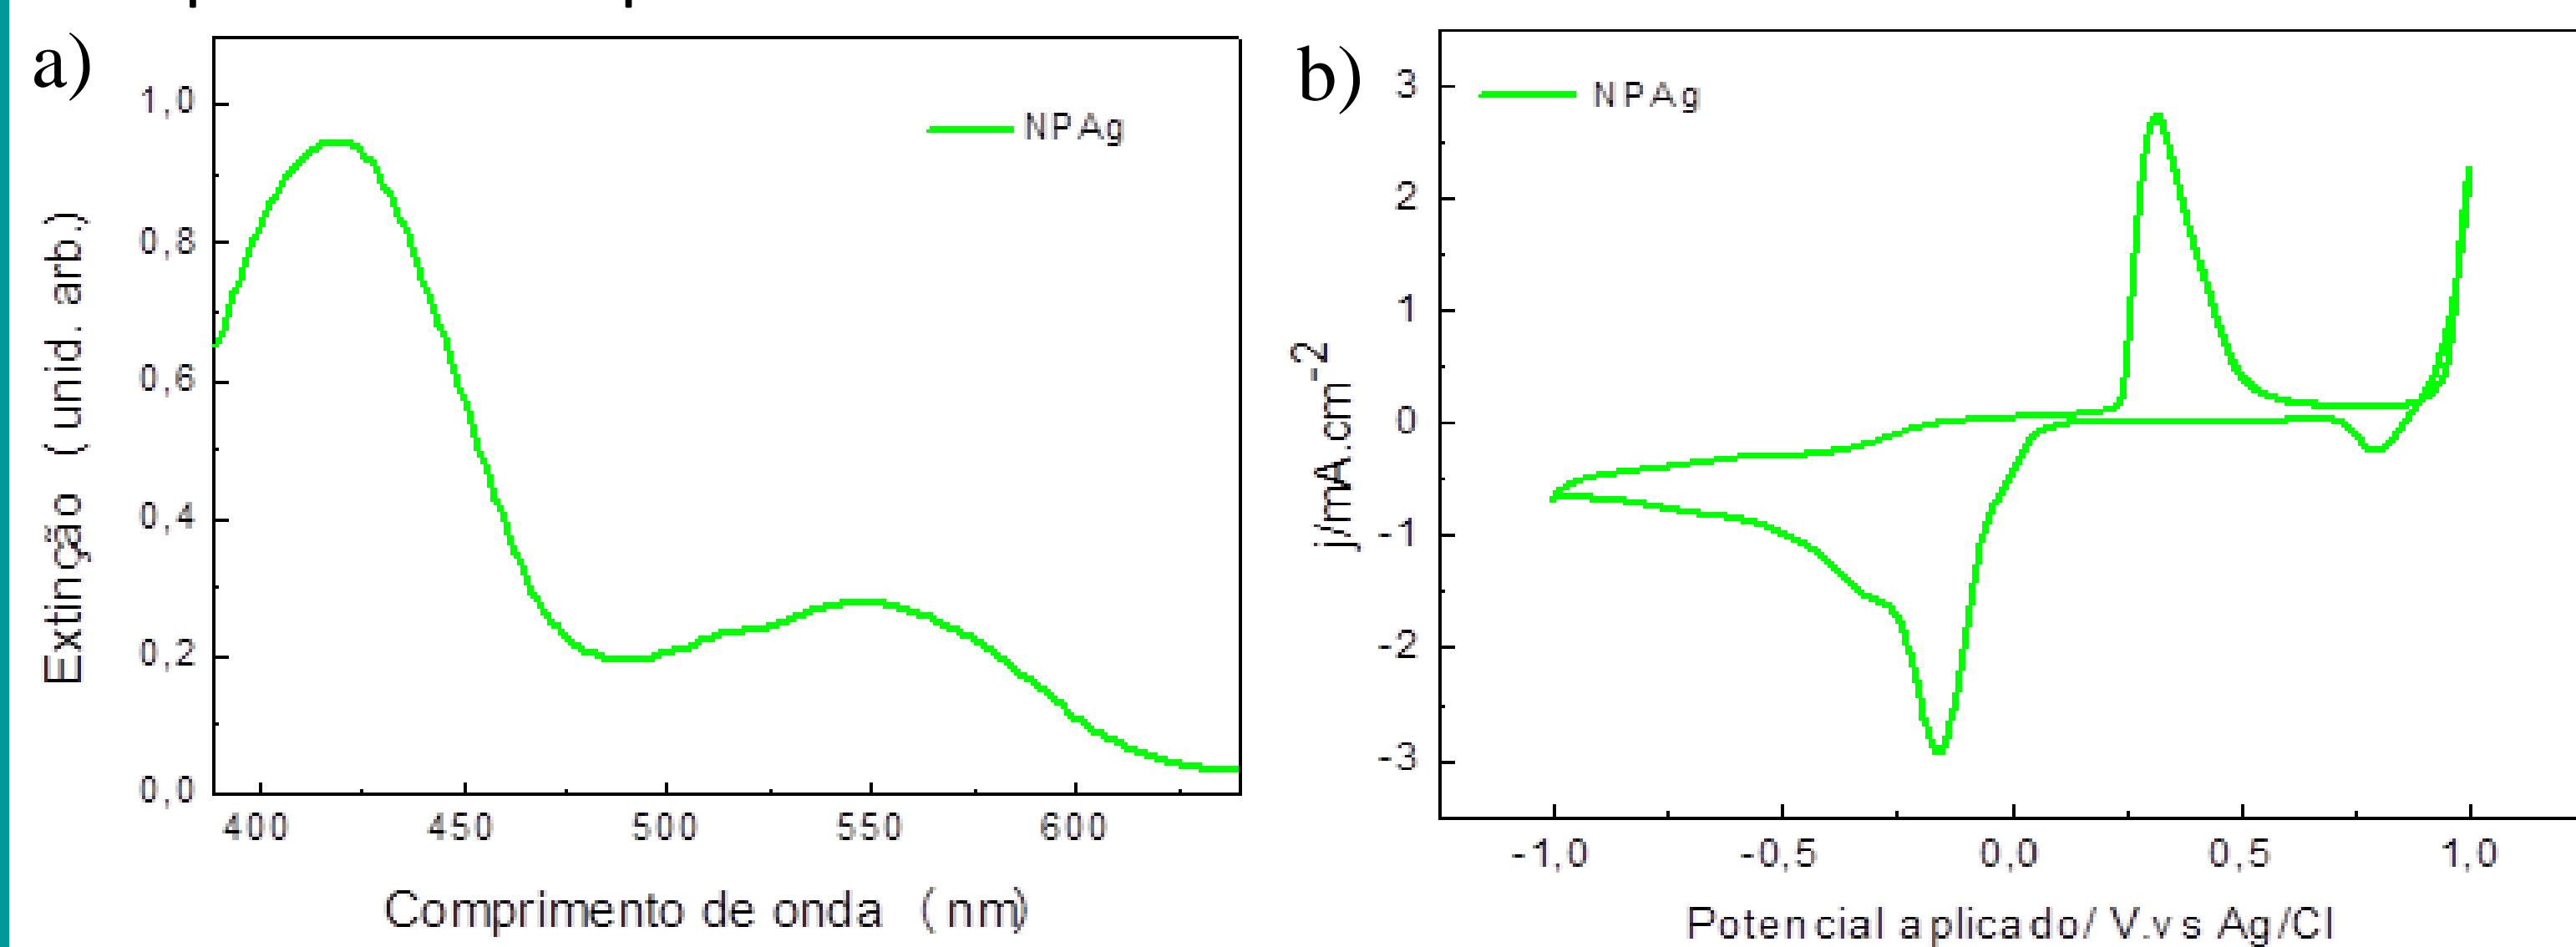 a)
Extinção (unid. arb.)
1,0
0,8
0,6
0,4
0,2
0,0
NPAg
400 450 500 550 600
Comprimento de onda (nm)
b)
j/mA.cm-2
3
2
1
0
-1
-2
-3
NPAg
-1,0 -0,5 0,0 0,5 1,0
Potencial aplicado/ V.vs Ag/Cl